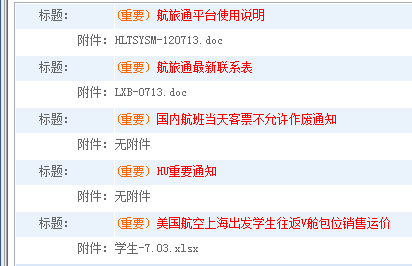 标题: (重要) 航旅通平台使用说明
附件: HLTSYSM-120713.doc
标题: (重要) 航旅通最新联系表
附件: LXB-0713.doc
标题: (重要) 国内航班当天客票不允许作废通知
附件: 无附件
标题: (重要) HU重要通知
附件: 无附件
标题: (重要) 美国航空上海出发学生往返V舱包位销售运价
附件: 学生-7.03.xlsx